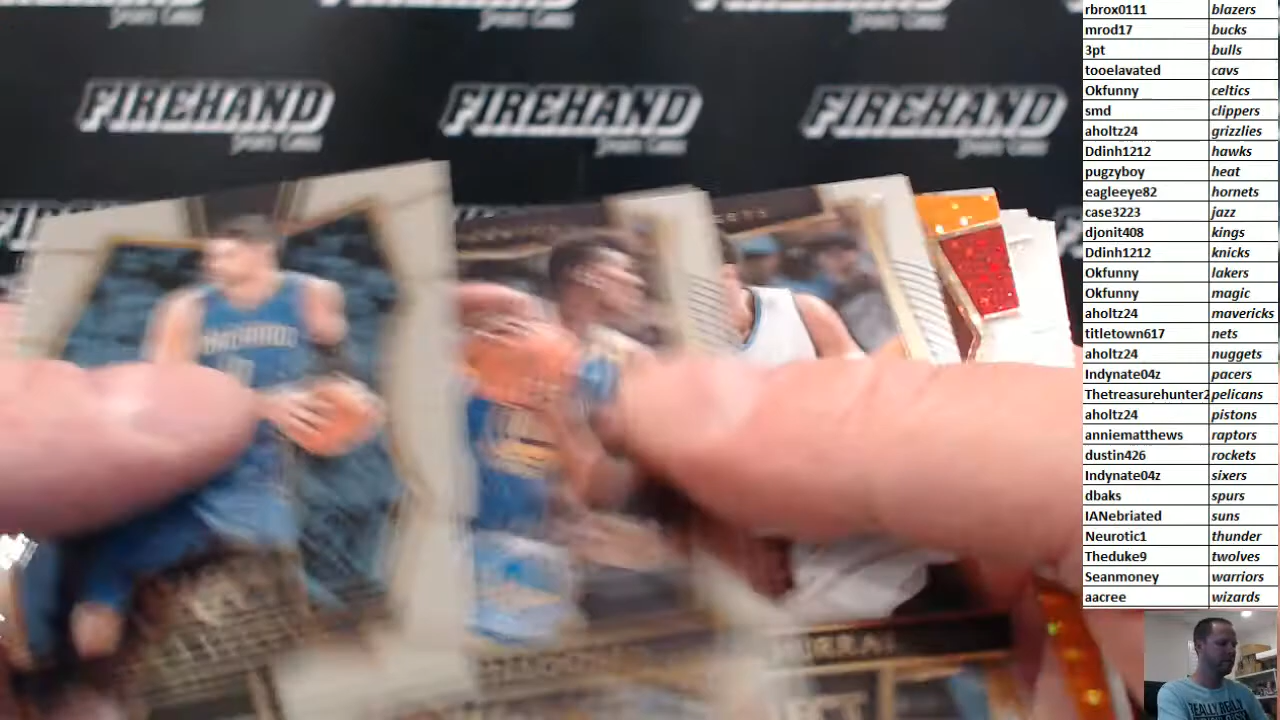 FIREHAND FIREHAND FIREHAND
SPORTS CARDS SPORTS CARDS SPORTS CARDS
MURRAY
rbrox0111 blazers
mrod17 bucks
3pt bulls
tooelavated cavs
Okfunny celtics
smd clippers
aholtz24 grizzlies
Ddinh1212 hawks
pugzyboy heat
eagleeye82 hornets
case3223 jazz
djonit408 kings
Ddinh1212 knicks
Okfunny lakers
Okfunny magic
aholtz24 mavericks
titletown617 nets
aholtz24 nuggets
Indynate04z pacers
Thetreasurehunter2 pelicans
aholtz24 pistons
anniematthews raptors
dustin426 rockets
Indynate04z sixers
dbaks spurs
IANebriated suns
Neurotic1 thunder
Theduke9 twolves
Seanmoney warriors
aacree wizards